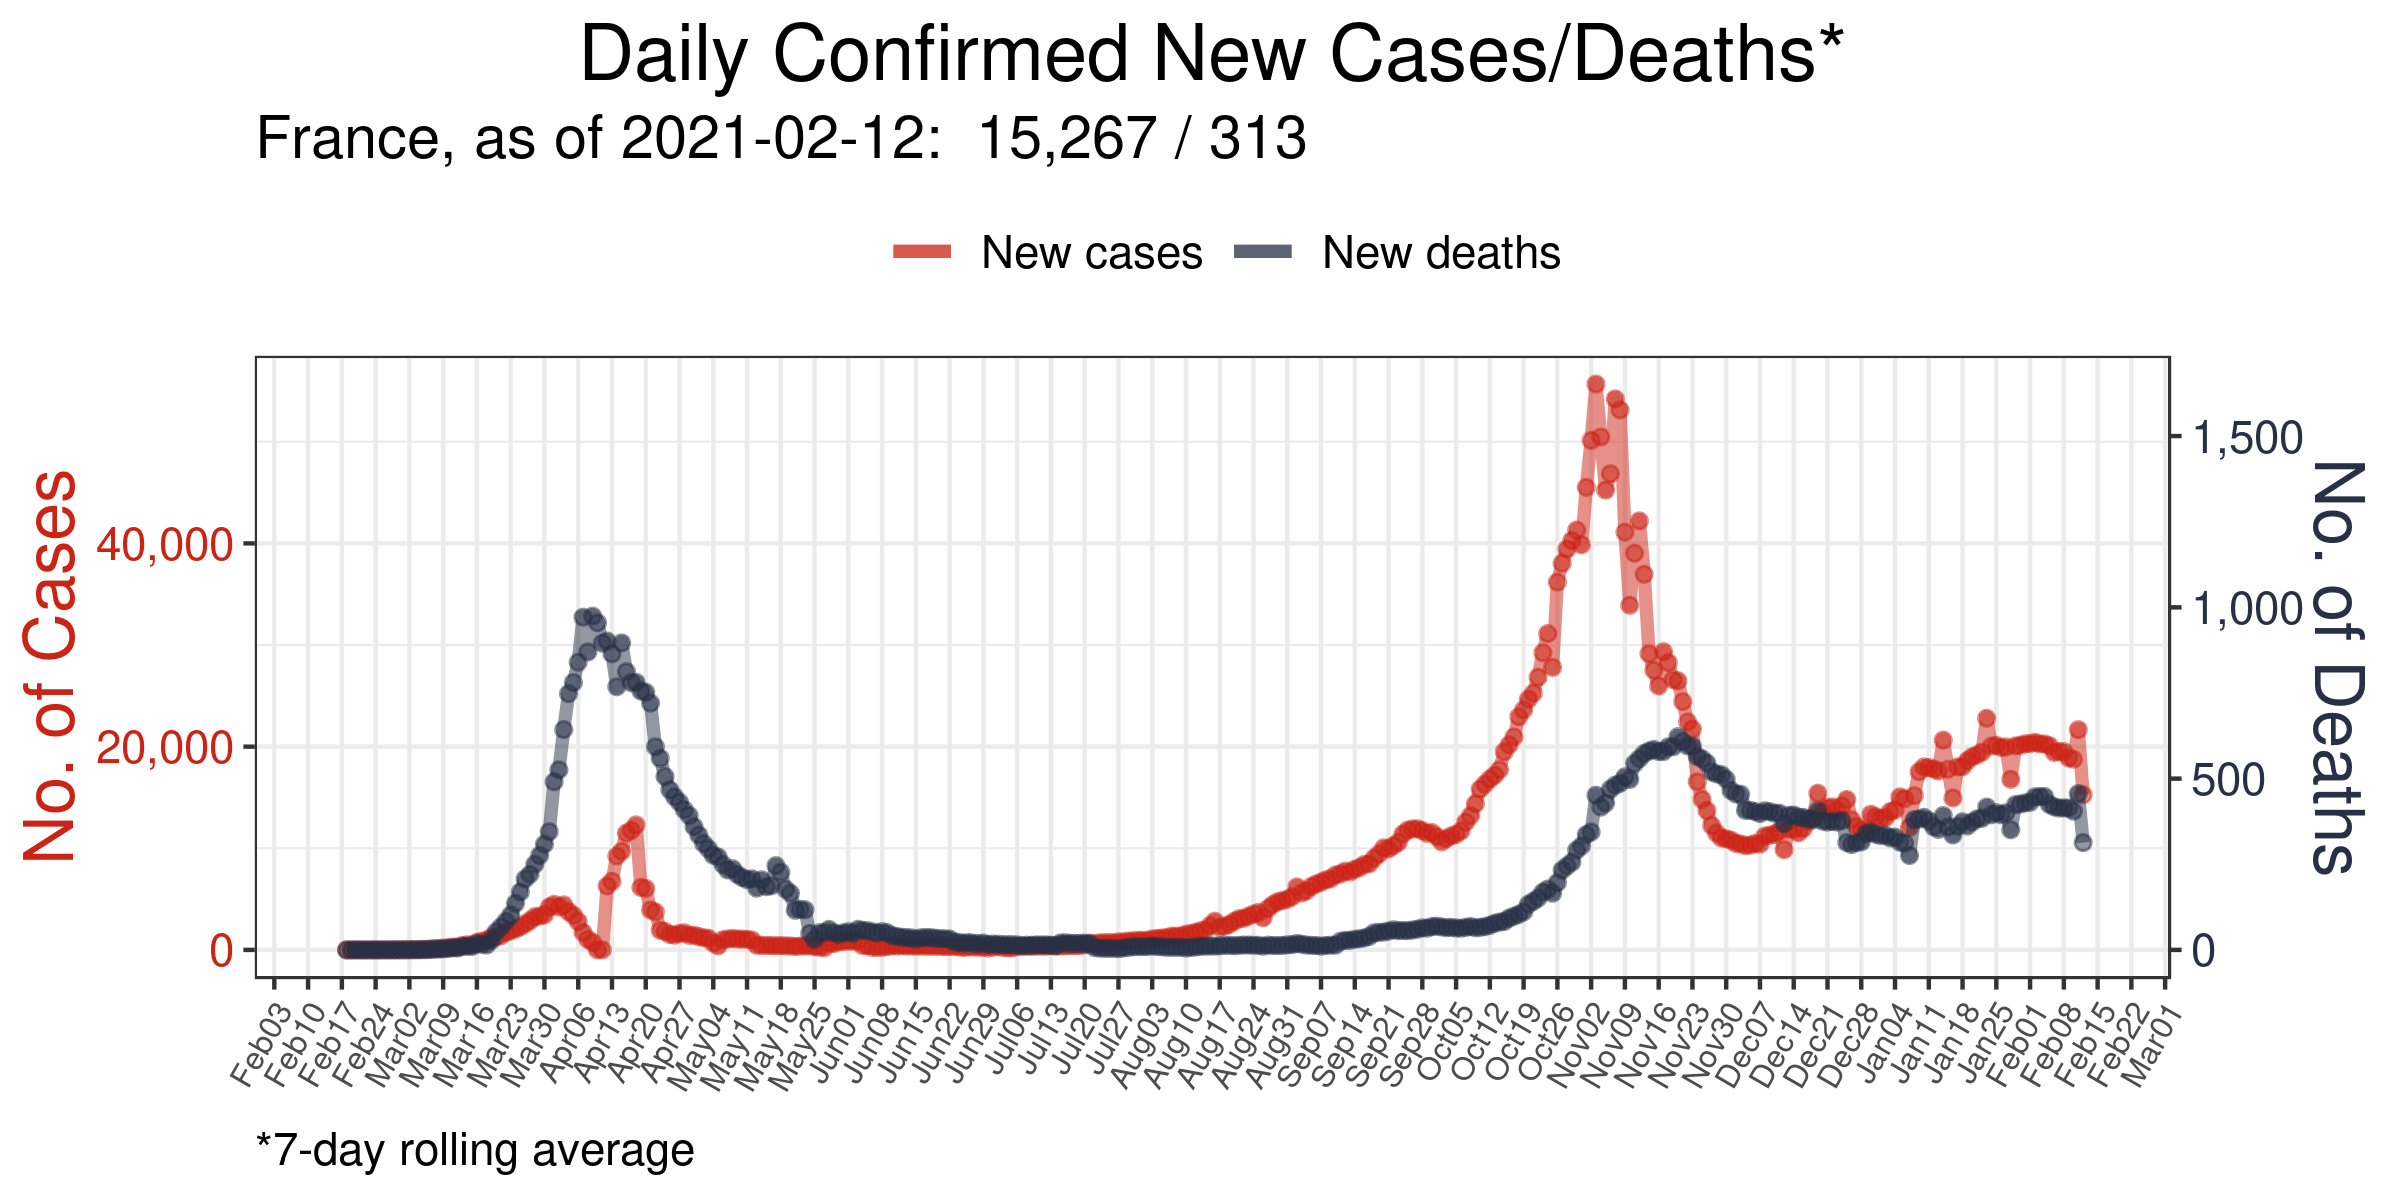 Daily Confirmed New Cases/Deaths*
France, as of 2021-02-12: 15,267 / 313
New cases New deaths
No. of Cases
40,000
20,000
0
1,500
1,000
500
0
No. of Deaths
Feb03 Feb10 Feb17 Feb24 Mar02 Mar09 Mar16 Mar23 Mar30 Apr06 Apr13 Apr20 Apr27 May04 May11 May18 May25 Jun01 Jun08 Jun15 Jun22 Jun29 Jul06 Jul13 Jul20 Jul27 Aug03 Aug10 Aug17 Aug24 Aug31 Sep07 Sep14 Sep21 Sep28 Oct05 Oct12 Oct19 Oct26 Nov02 Nov09 Nov16 Nov23 Nov30 Dec07 Dec14 Dec21 Dec28 Jan04 Jan11 Jan18 Jan25 Feb01 Feb08 Feb15 Feb22 Mar01
*7-day rolling average